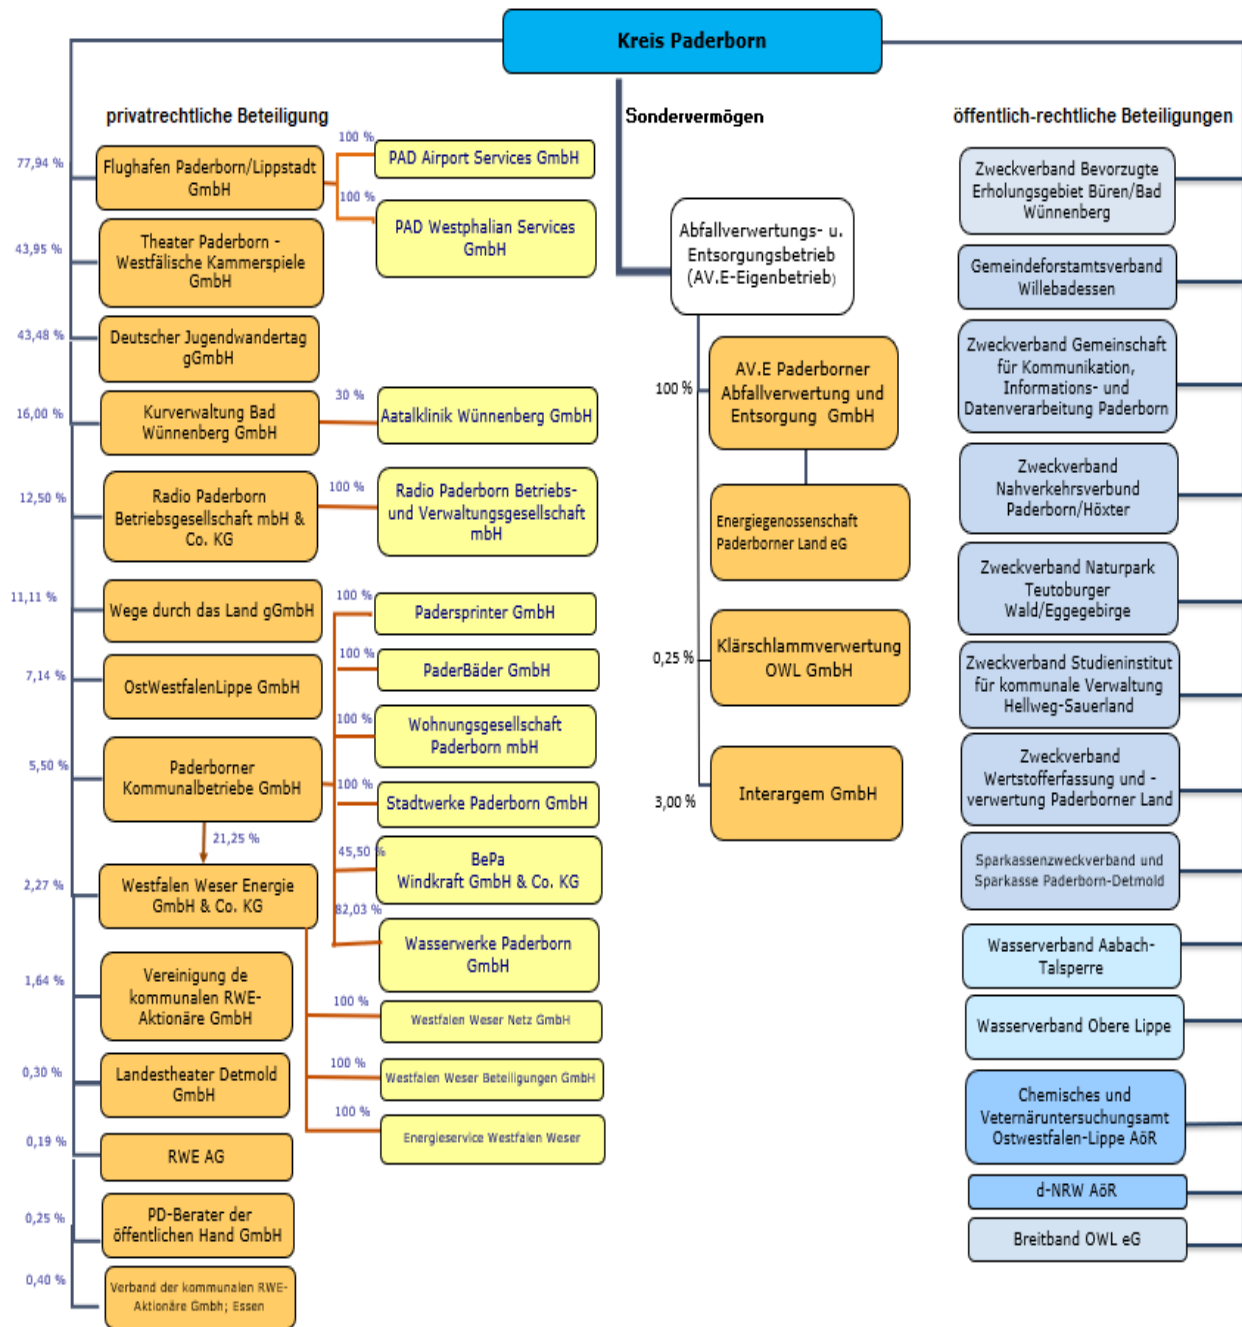 Kreis Paderborn
privatrechtliche Beteiligung
77,94 %
Flughafen Paderborn/Lippstadt
GmbH
100 %
PAD Airport Services GmbH
100 %
PAD Westphalian Services
GmbH
43,95 %
Theater Paderborn -
Westfälische Kammerspiele
GmbH
43,48 %
Deutscher Jugendwandertag
gGmbH
16,00 %
Kurverwaltung Bad
Wünnenberg GmbH
30 %
Aatalklinik Wünnenberg GmbH
12,50 %
Radio Paderborn
Betriebsgesellschaft mbH &
Co. KG
100 %
Radio Paderborn Betriebs-
und Verwaltungsgesellschaft
mbH
11,11 %
Wege durch das Land gGmbH
7,14 %
OstWestfalenLippe GmbH
5,50 %
Paderborner
Kommunalbetriebe GmbH
100 %
Padersprinter GmbH
100 %
PaderBäder GmbH
100 %
Wohnungsgesellschaft
Paderborn mbH
100 %
Stadtwerke Paderborn GmbH
45,50 %
BePa
Windkraft GmbH & Co. KG
82,03 %
Wasserwerke Paderborn
GmbH
21,25 %
2,27 %
Westfalen Weser Energie
GmbH & Co. KG
100 %
Westfalen Weser Netz GmbH
100 %
Westfalen Weser Beteiligungen GmbH
100 %
Energieservice Westfalen Weser
1,64 %
Vereinigung de
kommunalen RWE-
Aktionäre GmbH
0,30 %
Landestheater Detmold
GmbH
0,19 %
RWE AG
0,25 %
PD-Berater der
öffentlichen Hand GmbH
0,40 %
Verband der kommunalen RWE-
Aktionäre Gmbh; Essen
Sondervermögen
Abfallverwertungs- u.
Entsorgungsbetrieb
(AV.E-Eigenbetrieb)
100 %
AV.E Paderborner
Abfallverwertung und
Entsorgung GmbH
Energiegenossenschaft
Paderborner Land eG
0,25 %
Klärschlammverwertung
OWL GmbH
3,00 %
Interargem GmbH
öffentlich-rechtliche Beteiligungen
Zweckverband Bevorzugte
Erholungsgebiet Büren/Bad
Wünnenberg
Gemeindeforstamtsverband
Willebadessen
Zweckverband Gemeinschaft
für Kommunikation,
Informations- und
Datenverarbeitung Paderborn
Zweckverband
Nahverkehrsverbund
Paderborn/Höxter
Zweckverband Naturpark
Teutoburger
Wald/Eggegebirge
Zweckverband Studieninstitut
für kommunale Verwaltung
Hellweg-Sauerland
Zweckverband
Wertstofferfassung und -
verwertung Paderborner Land
Sparkassenzweckverband und
Sparkasse Paderborn-Detmold
Wasserverband Aabach-
Talsperre
Wasserverband Obere Lippe
Chemisches und
Veternäruntersuchungsamt
Ostwestfalen-Lippe AöR
d-NRW AöR
Breitband OWL eG